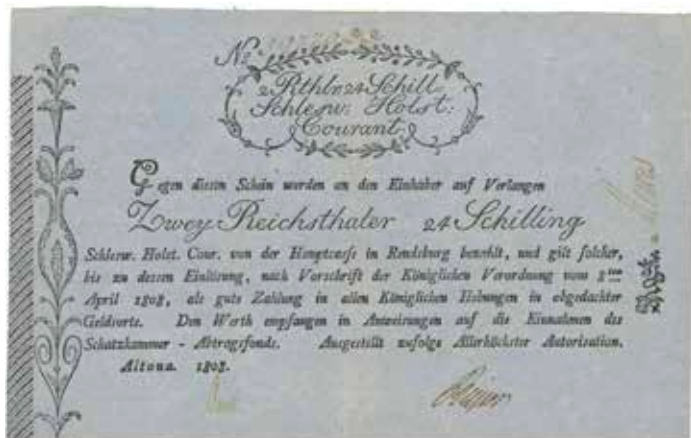 No
2 Rthlr. 24 Schill.
Schlesw. Holst.
Courant.
Gegen diesen Schein werden an den Einhaber auf Verlangen
Zwey Reichsthaler 24 Schilling
Schlesw. Holst. Cour. von der Hauptcasse in Rendsburg bezahlt, und gilt solcher,
bis zu dessen Einlösung, nach Vorschrift der Königlichen Verordnung vom
April 1808, als gute Zahlung in allen Königlichen Hebungen in obgedachter
Geldsorte. Den Werth empfangen in Anweisungen auf die Einnahmen des
Schatzkammer - Abtragsfonds. Ausgestellt zufolge Allerhöchster Autorisation.
Altona. 1808.